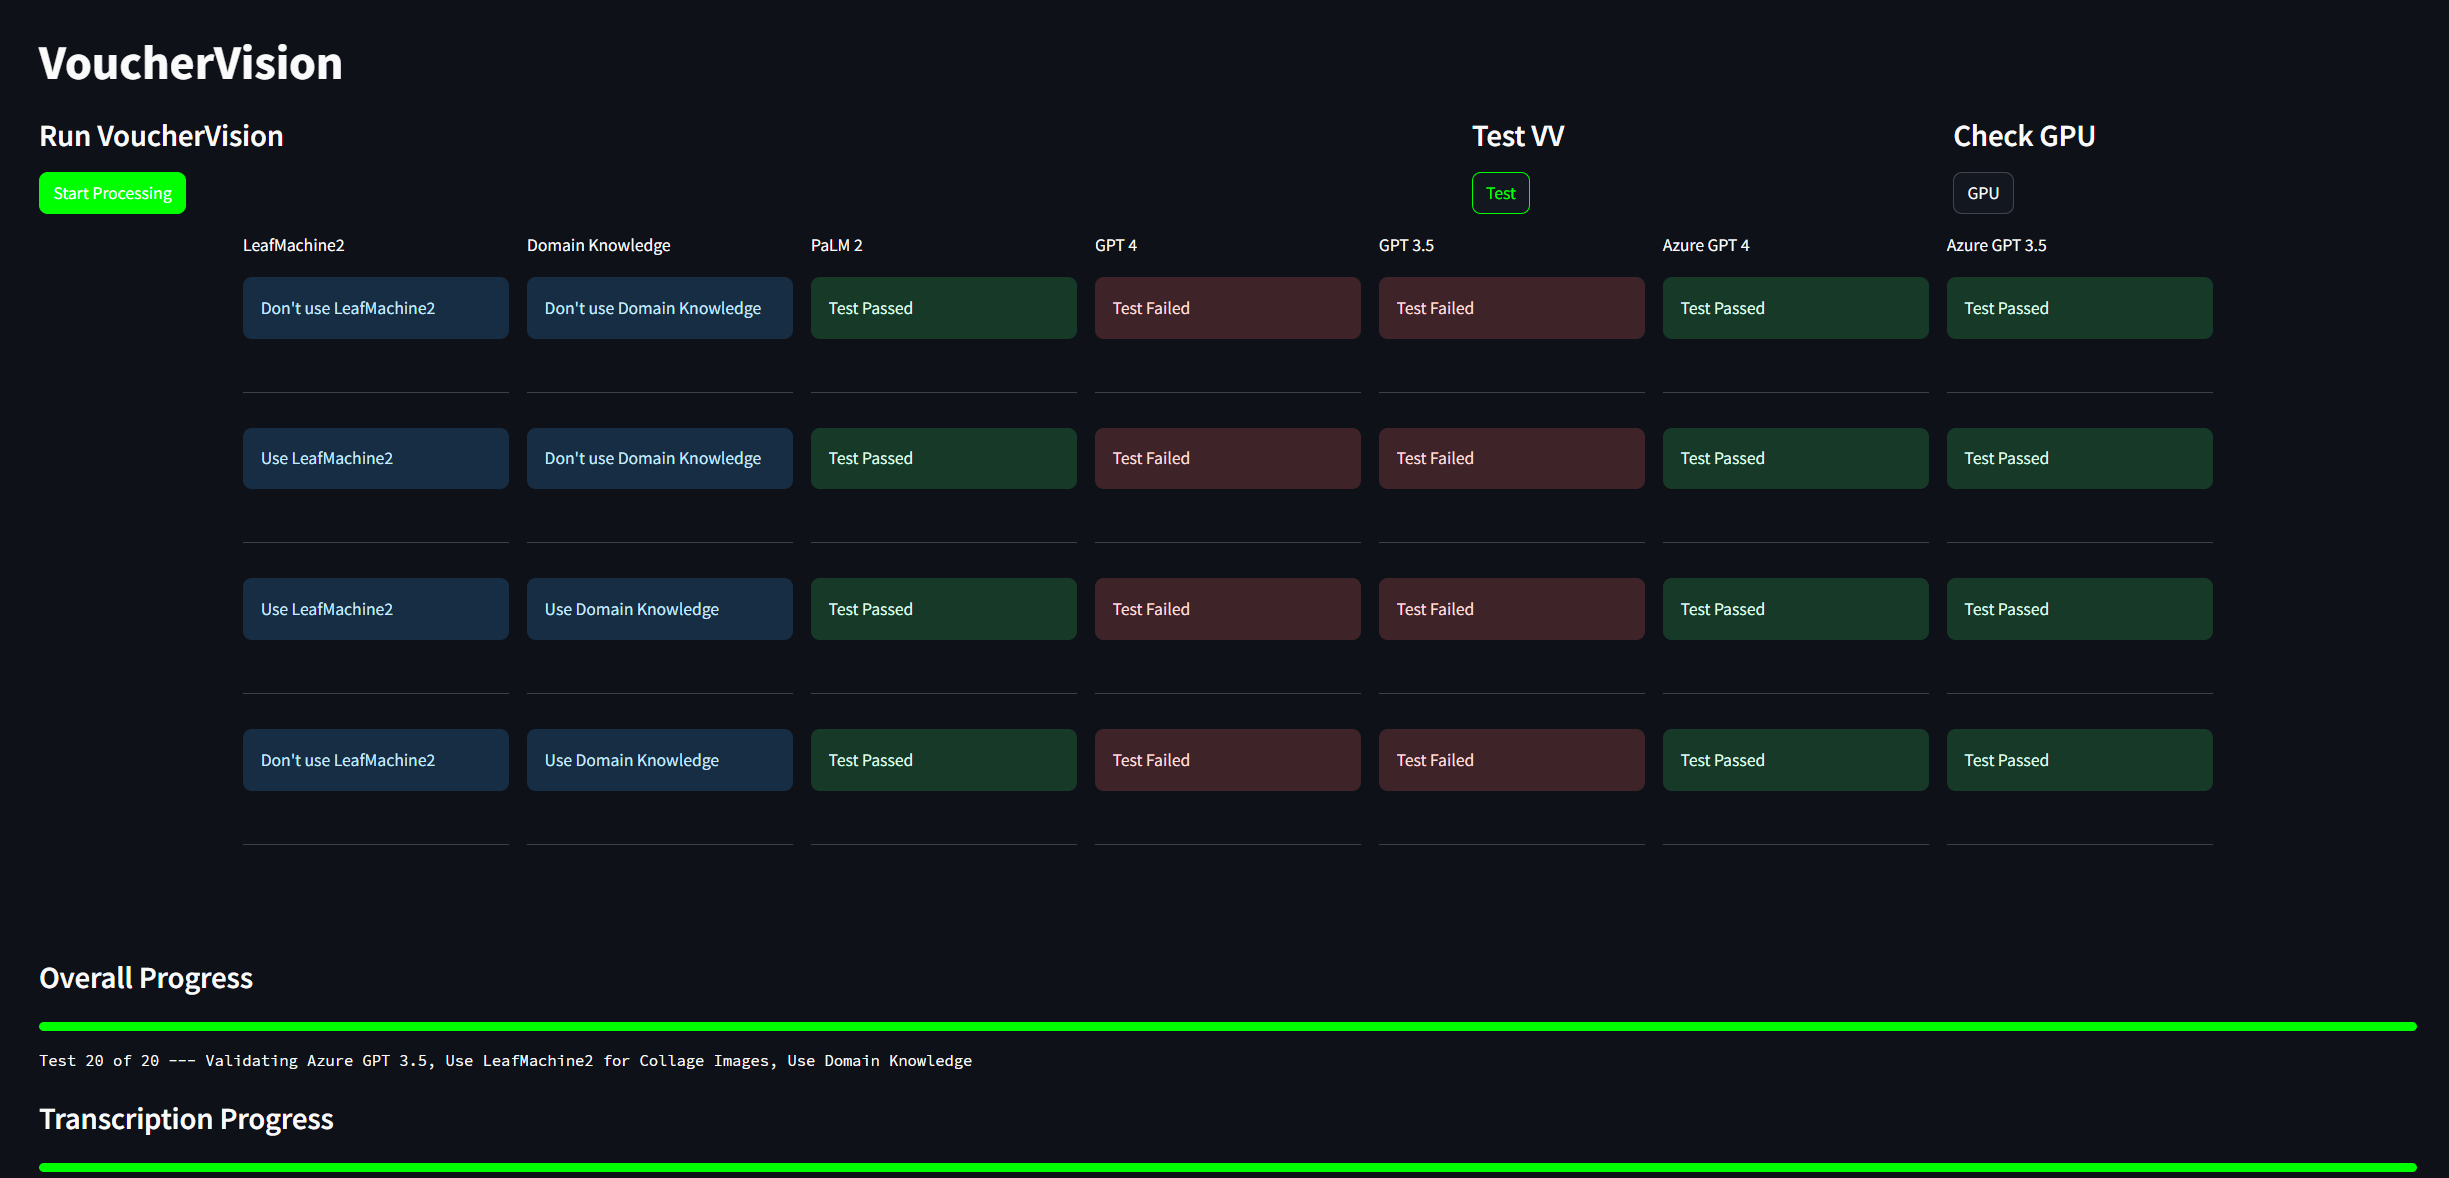 VoucherVision
Run VoucherVision
Test VV
Check GPU
Start Processing
Test
GPU
LeafMachine2 Domain Knowledge PaLM 2 GPT 4 GPT 3.5 Azure GPT 4 Azure GPT 3.5
Don't use LeafMachine2 Don't use Domain Knowledge Test Passed Test Failed Test Failed Test Passed Test Passed
Use LeafMachine2 Don't use Domain Knowledge Test Passed Test Failed Test Failed Test Passed Test Passed
Use LeafMachine2 Use Domain Knowledge Test Passed Test Failed Test Failed Test Passed Test Passed
Don't use LeafMachine2 Use Domain Knowledge Test Passed Test Failed Test Failed Test Passed Test Passed
Overall Progress
Test 20 of 20 --- Validating Azure GPT 3.5, Use LeafMachine2 for Collage Images, Use Domain Knowledge
Transcription Progress